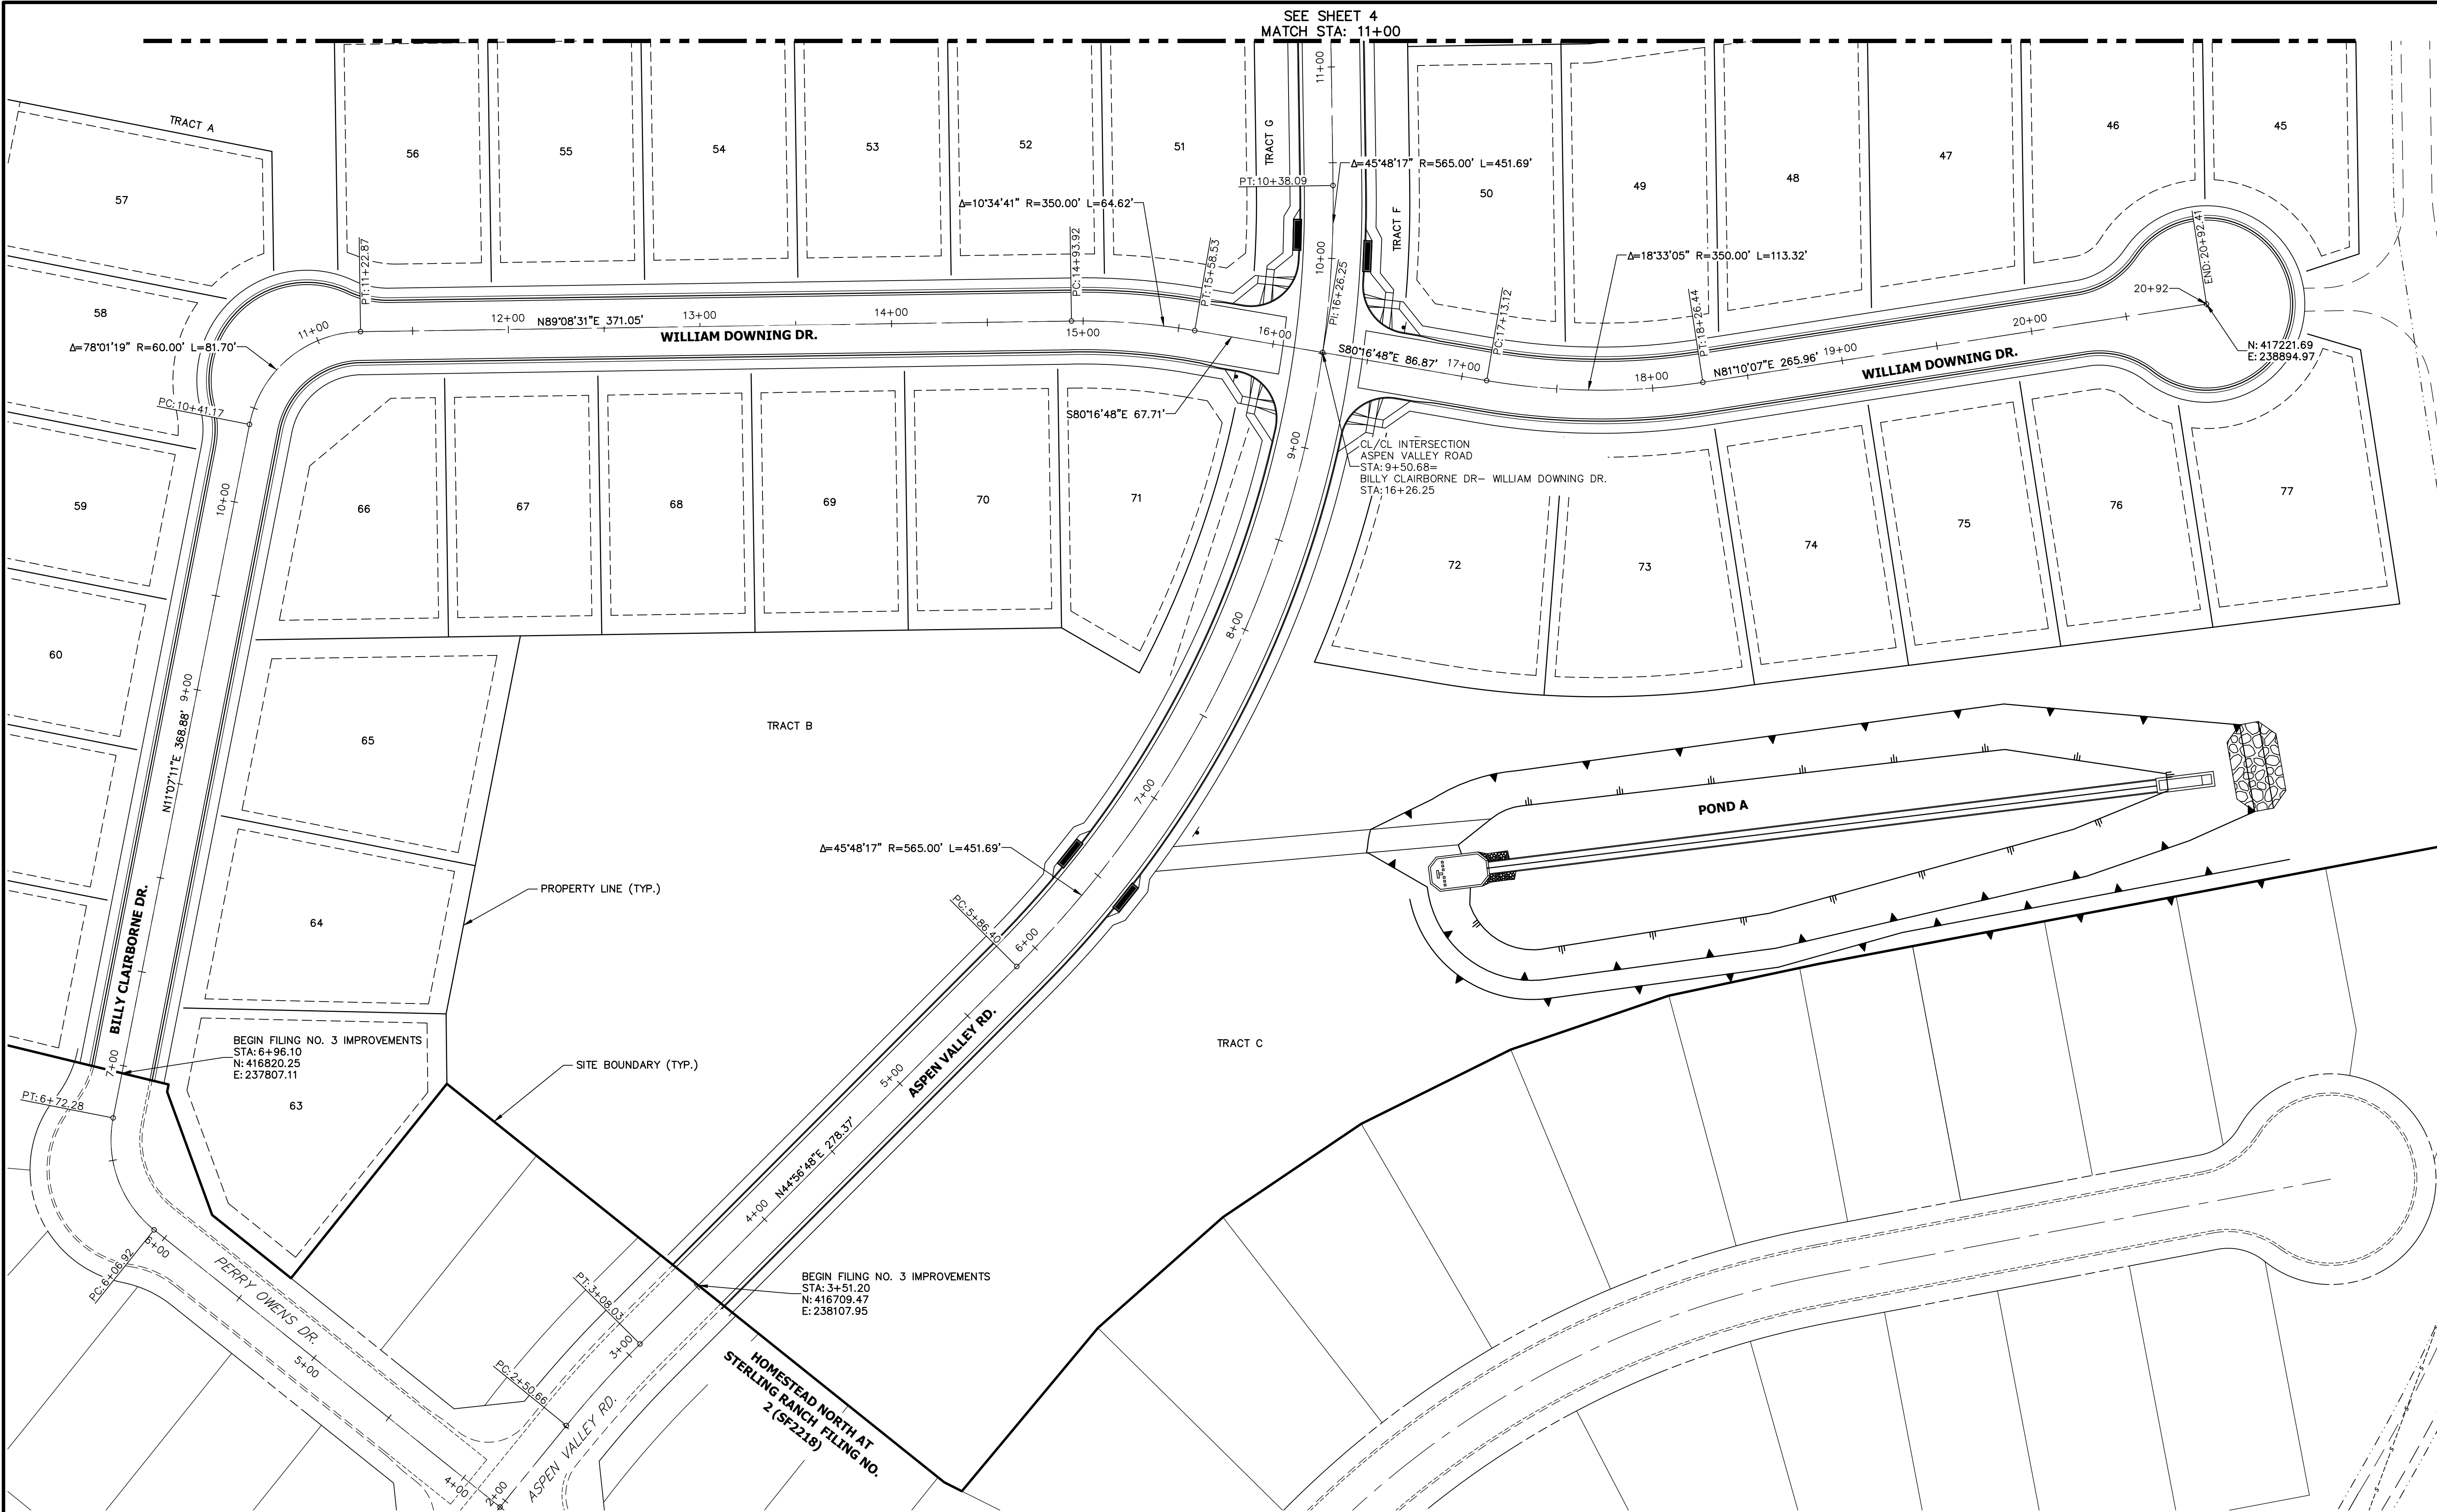 SEE SHEET 4
MATCH STA: 11+00
11+00
TRACT A
TRACT G
TRACT F
57
56
55
54
53
52
51
50
49
48
47
46
45
Δ=45°48'17" R=565.00' L=451.69'
PT:10+38.09
Δ=10°34'41" R=350.00' L=64.62'
10+00
PT:11+22.87
PC:14+93.92
PT:15+58.53
PI:16+26.25
Δ=18°33'05" R=350.00' L=113.32'
END:20+92.41
20+92
58
11+00
12+00
N89°08'31"E 371.05'
13+00
14+00
15+00
16+00
WILLIAM DOWNING DR.
Δ=78°01'19" R=60.00' L=81.70'
S80°16'48"E 86.87'
17+00
PC:17+13.12
18+00
PT:18+26.44
N81°10'07"E 265.96'
19+00
20+00
WILLIAM DOWNING DR.
N: 417221.69
E: 238894.97
PC:10+41.17
S80°16'48"E 67.71'
9+00
CL/CL INTERSECTION
ASPEN VALLEY ROAD
STA: 9+50.68=
BILLY CLAIRBORNE DR- WILLIAM DOWNING DR.
STA:16+26.25
59
10+00
66
67
68
69
70
71
72
73
74
75
76
77
60
8+00
9+00
N11°07'11"E 368.88'
65
TRACT B
7+00
POND A
Δ=45°48'17" R=565.00' L=451.69'
PROPERTY LINE (TYP.)
64
PC:5+86.40
6+00
BILLY CLAIRBORNE DR.
BEGIN FILING NO. 3 IMPROVEMENTS
STA: 6+96.10
N: 416820.25
E: 237807.11
7+00
PT:6+72.28
63
SITE BOUNDARY (TYP.)
5+00
ASPEN VALLEY RD.
TRACT C
N44°56'48"E 278.37'
4+00
6+00
PC:6+06.92
PERRY OWENS DR.
5+00
4+00
BEGIN FILING NO. 3 IMPROVEMENTS
STA: 3+51.20
N: 416709.47
E: 238107.95
PT:3+08.03
3+00
PC:2+50.66
2+00
ASPEN VALLEY RD.
HOMESTEAD NORTH AT
STERLING RANCH FILING NO.
2 (SF2218)